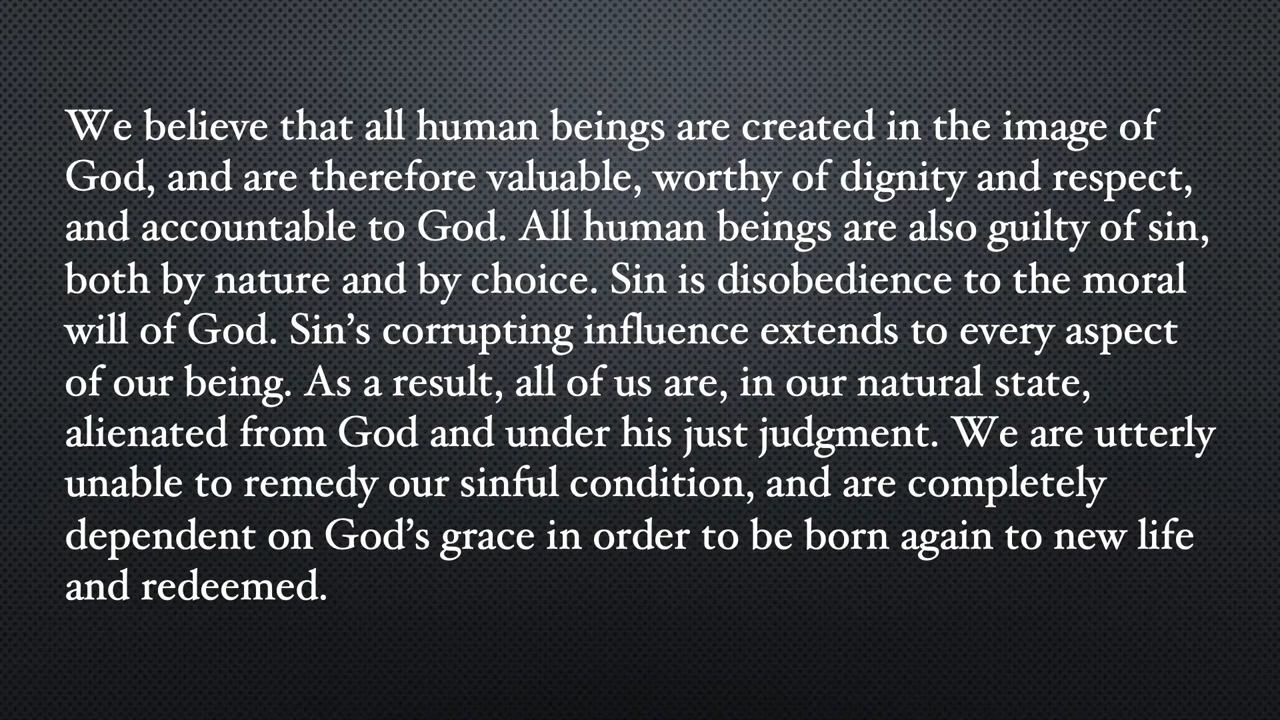 We believe that all human beings are created in the image of
God, and are therefore valuable, worthy of dignity and respect,
and accountable to God. All human beings are also guilty of sin,
both by nature and by choice. Sin is disobedience to the moral
will of God. Sin’s corrupting influence extends to every aspect
of our being. As a result, all of us are, in our natural state,
alienated from God and under his just judgment. We are utterly
unable to remedy our sinful condition, and are completely
dependent on God’s grace in order to be born again to new life
and redeemed.